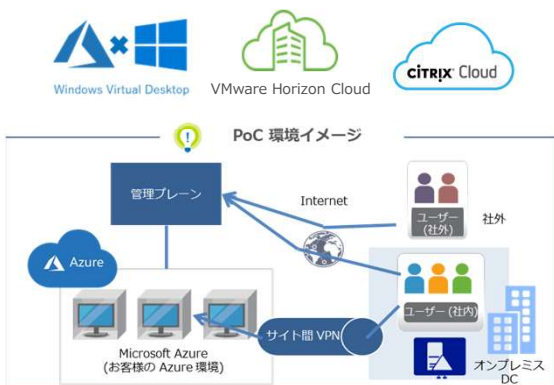 Windows Virtual Desktop
VMware Horizon Cloud
CİTRIX Cloud
PoC 環境イメージ
管理プレーン
Internet
ユーザー
(社外)
社外
Azure
ユーザー (社内)
サイト間 VPN
Microsoft Azure
(お客様の Azure 環境)
オンプレミス
DC